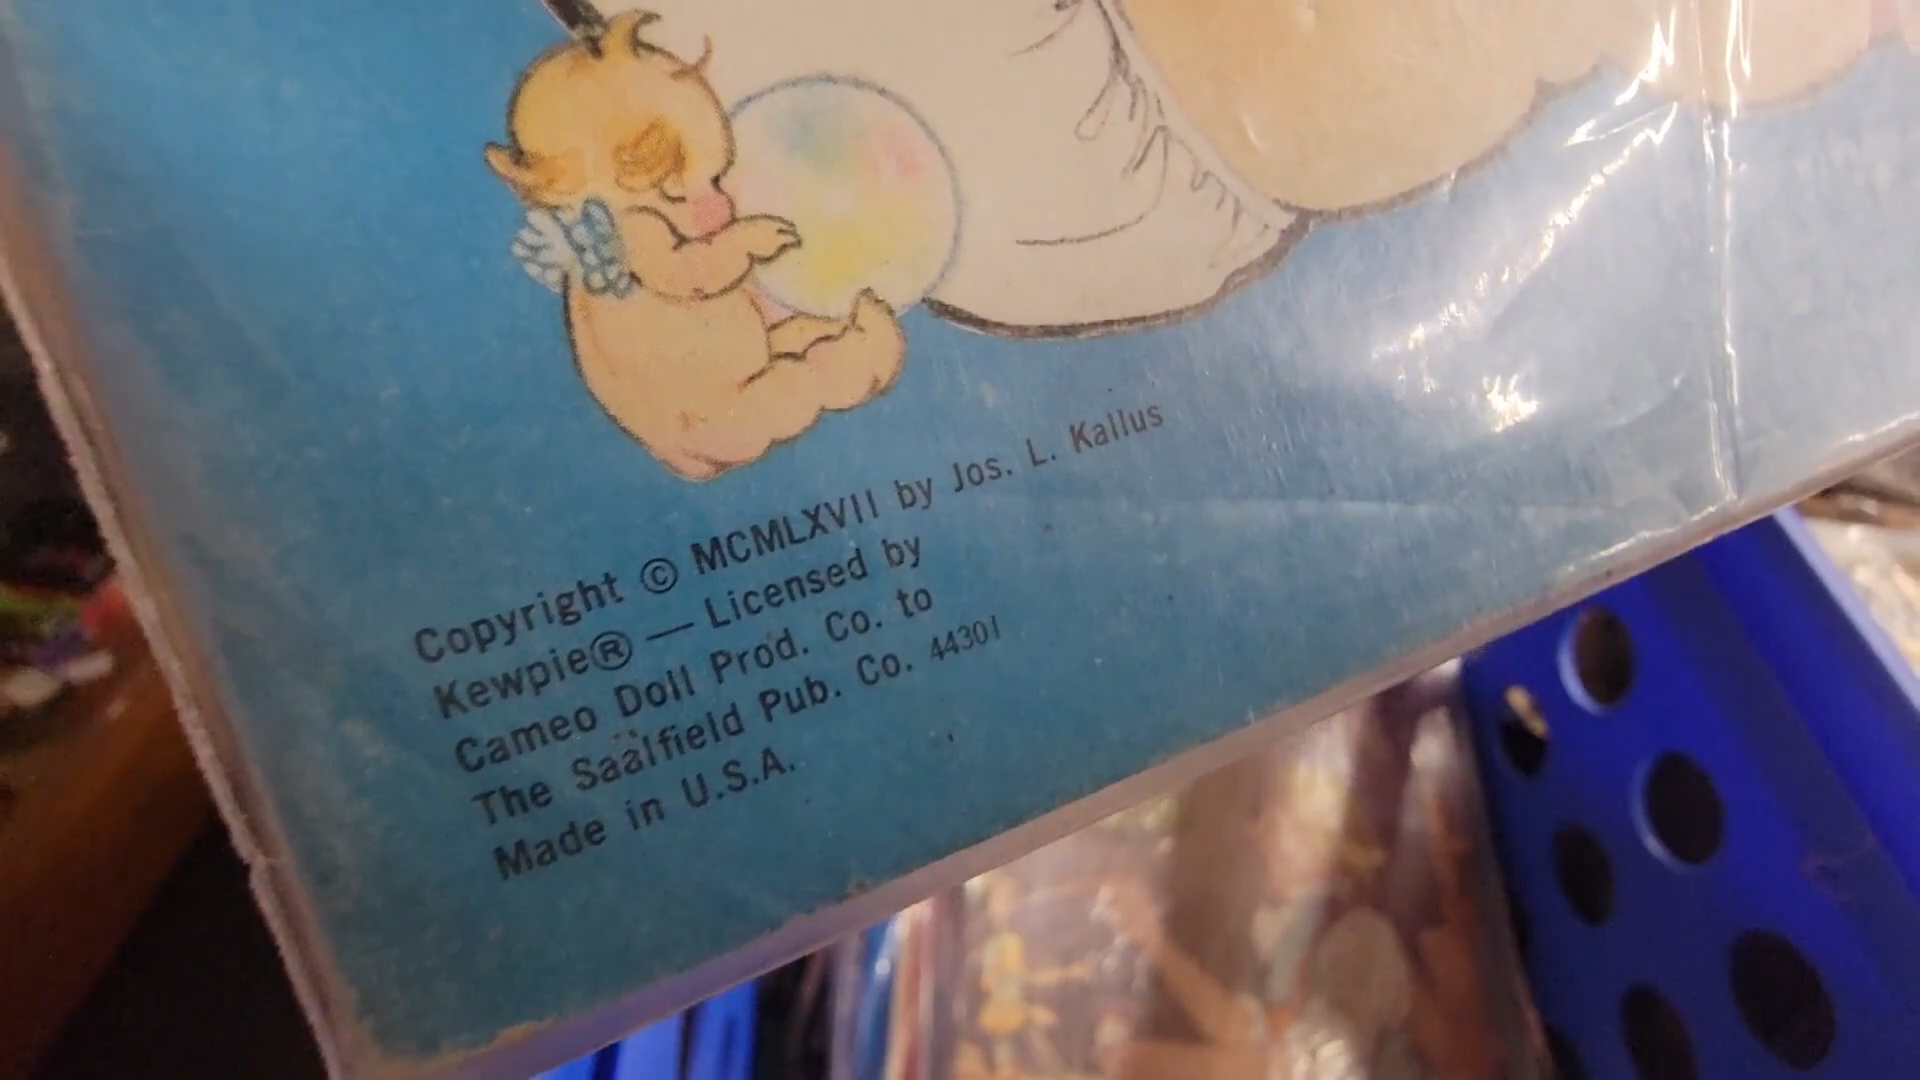 Copyright © MCMLXVII by Jos. L. Kallus
Kewpie® — Licensed by
Cameo Doll Prod. Co. to
The Saalfield Pub. Co. 44301
Made in U.S.A.